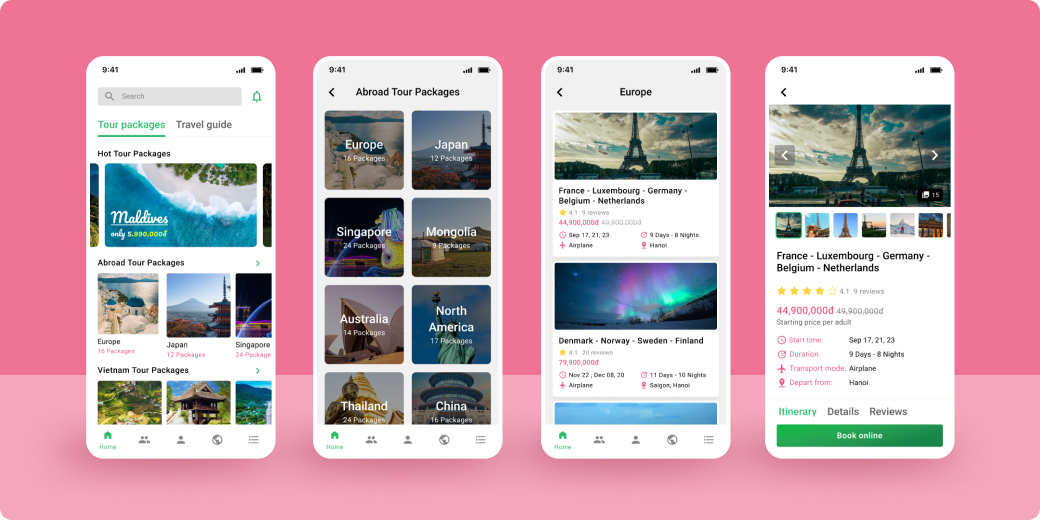 9:41
Search
Tour packages
Travel guide
Hot Tour Packages
Maldives
only 5.990.000đ
Abroad Tour Packages
Europe
16 Packages
Japan
12 Packages
Singapore
24 Package
Vietnam Tour Packages
Home
9:41
Abroad Tour Packages
Europe
16 Packages
Japan
12 Packages
Singapore
24 Packages
Mongolia
9 Packages
Australia
14 Packages
North
America
17 Packages
Thailand
24 Packages
China
16 Packages
Home
9:41
Europe
France - Luxembourg - Germany -
Belgium - Netherlands
4.1 9 reviews
44,900,000đ 49,900,000đ
Sep 17, 21, 23
9 Days - 8 Nights
Airplane
Hanoi
Denmark - Norway - Sweden - Finland
4.1 20 reviews
79,900,000đ
Nov 22 ; Dec 08, 20
11 Days - 10 Nights
Airplane
Saigon, Hanoi
Home
9:41
15
France - Luxembourg - Germany -
Belgium - Netherlands
4.1 9 reviews
44,900,000đ 49,900,000đ
Starting price per adult
Start time: Sep 17, 21, 23
Duration 9 Days - 8 Nights
Transport mode: Airplane
Depart from: Hanoi
Itinerary
Details
Reviews
Book online